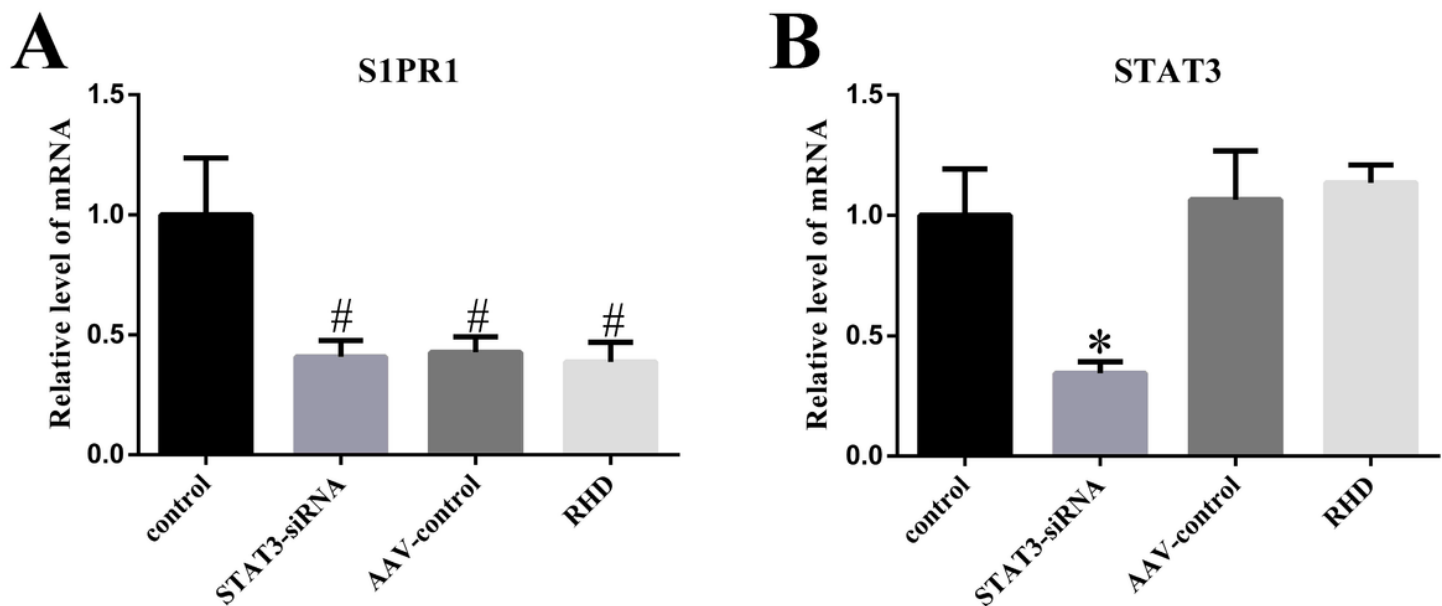 A
S1PR1
Relative level of mRNA
1.5
1.0
0.5
0.0
#
#
#
control
STAT3-siRNA
AAV-control
RHD
B
STAT3
Relative level of mRNA
1.5
1.0
0.5
0.0
*
control
STAT3-siRNA
AAV-control
RHD